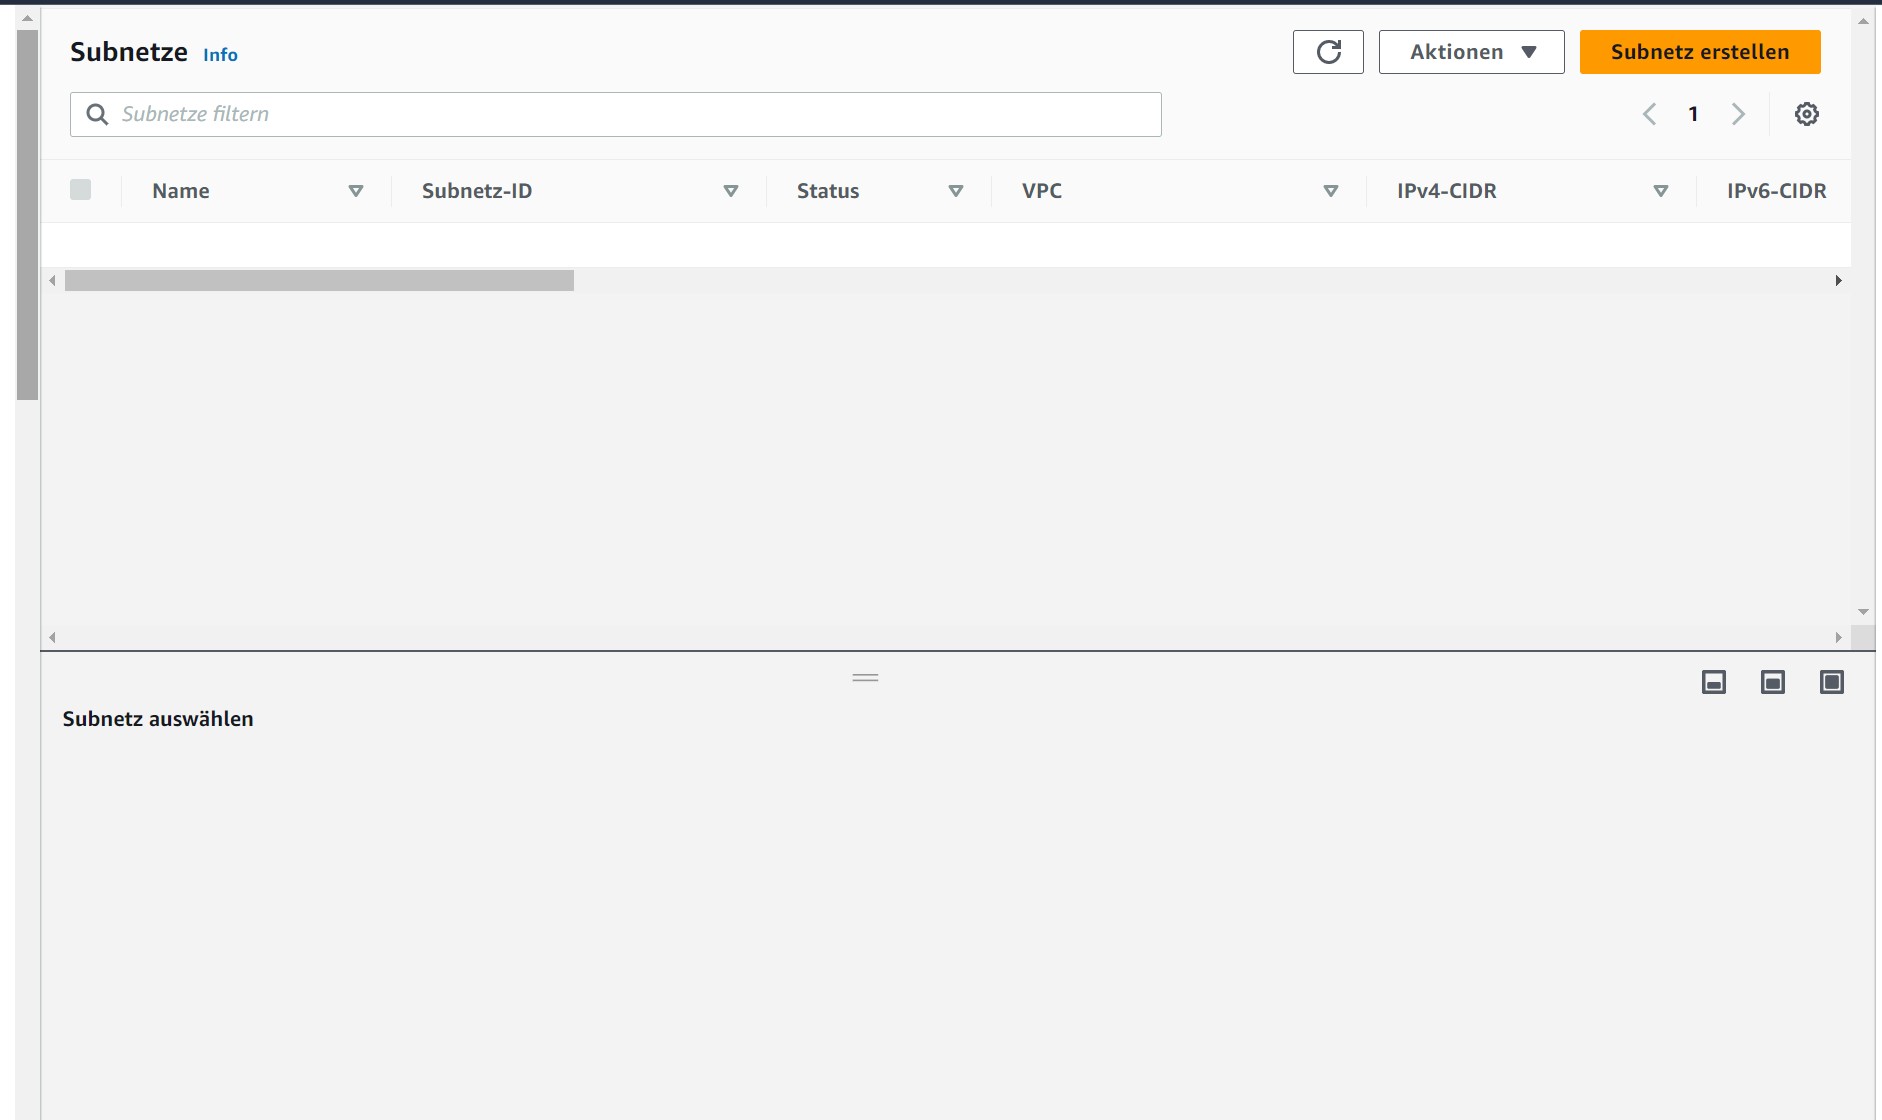 Subnetze Info
Aktionen
Subnetz erstellen
Subnetze filtern
1
Name Subnetz-ID Status VPC IPv4-CIDR IPv6-CIDR
Subnetz auswählen